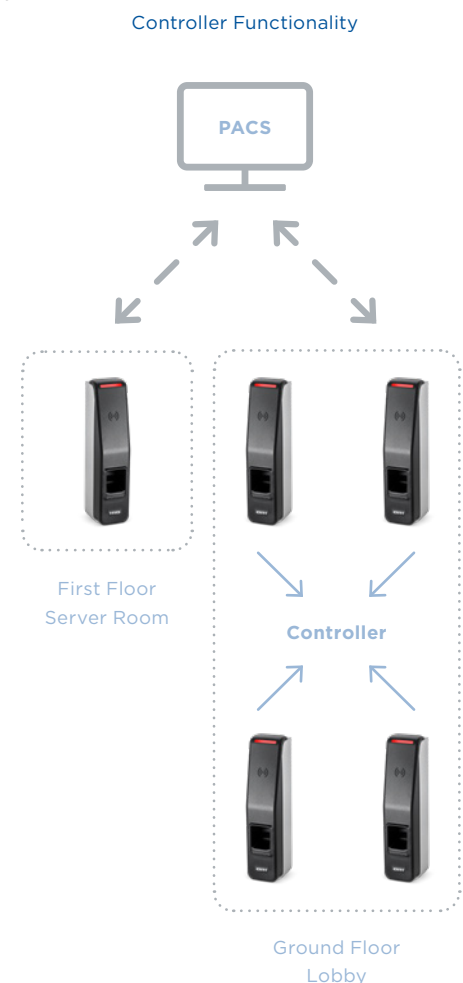 Controller Functionality
PACS
First Floor
Server Room
Controller
Ground Floor
Lobby